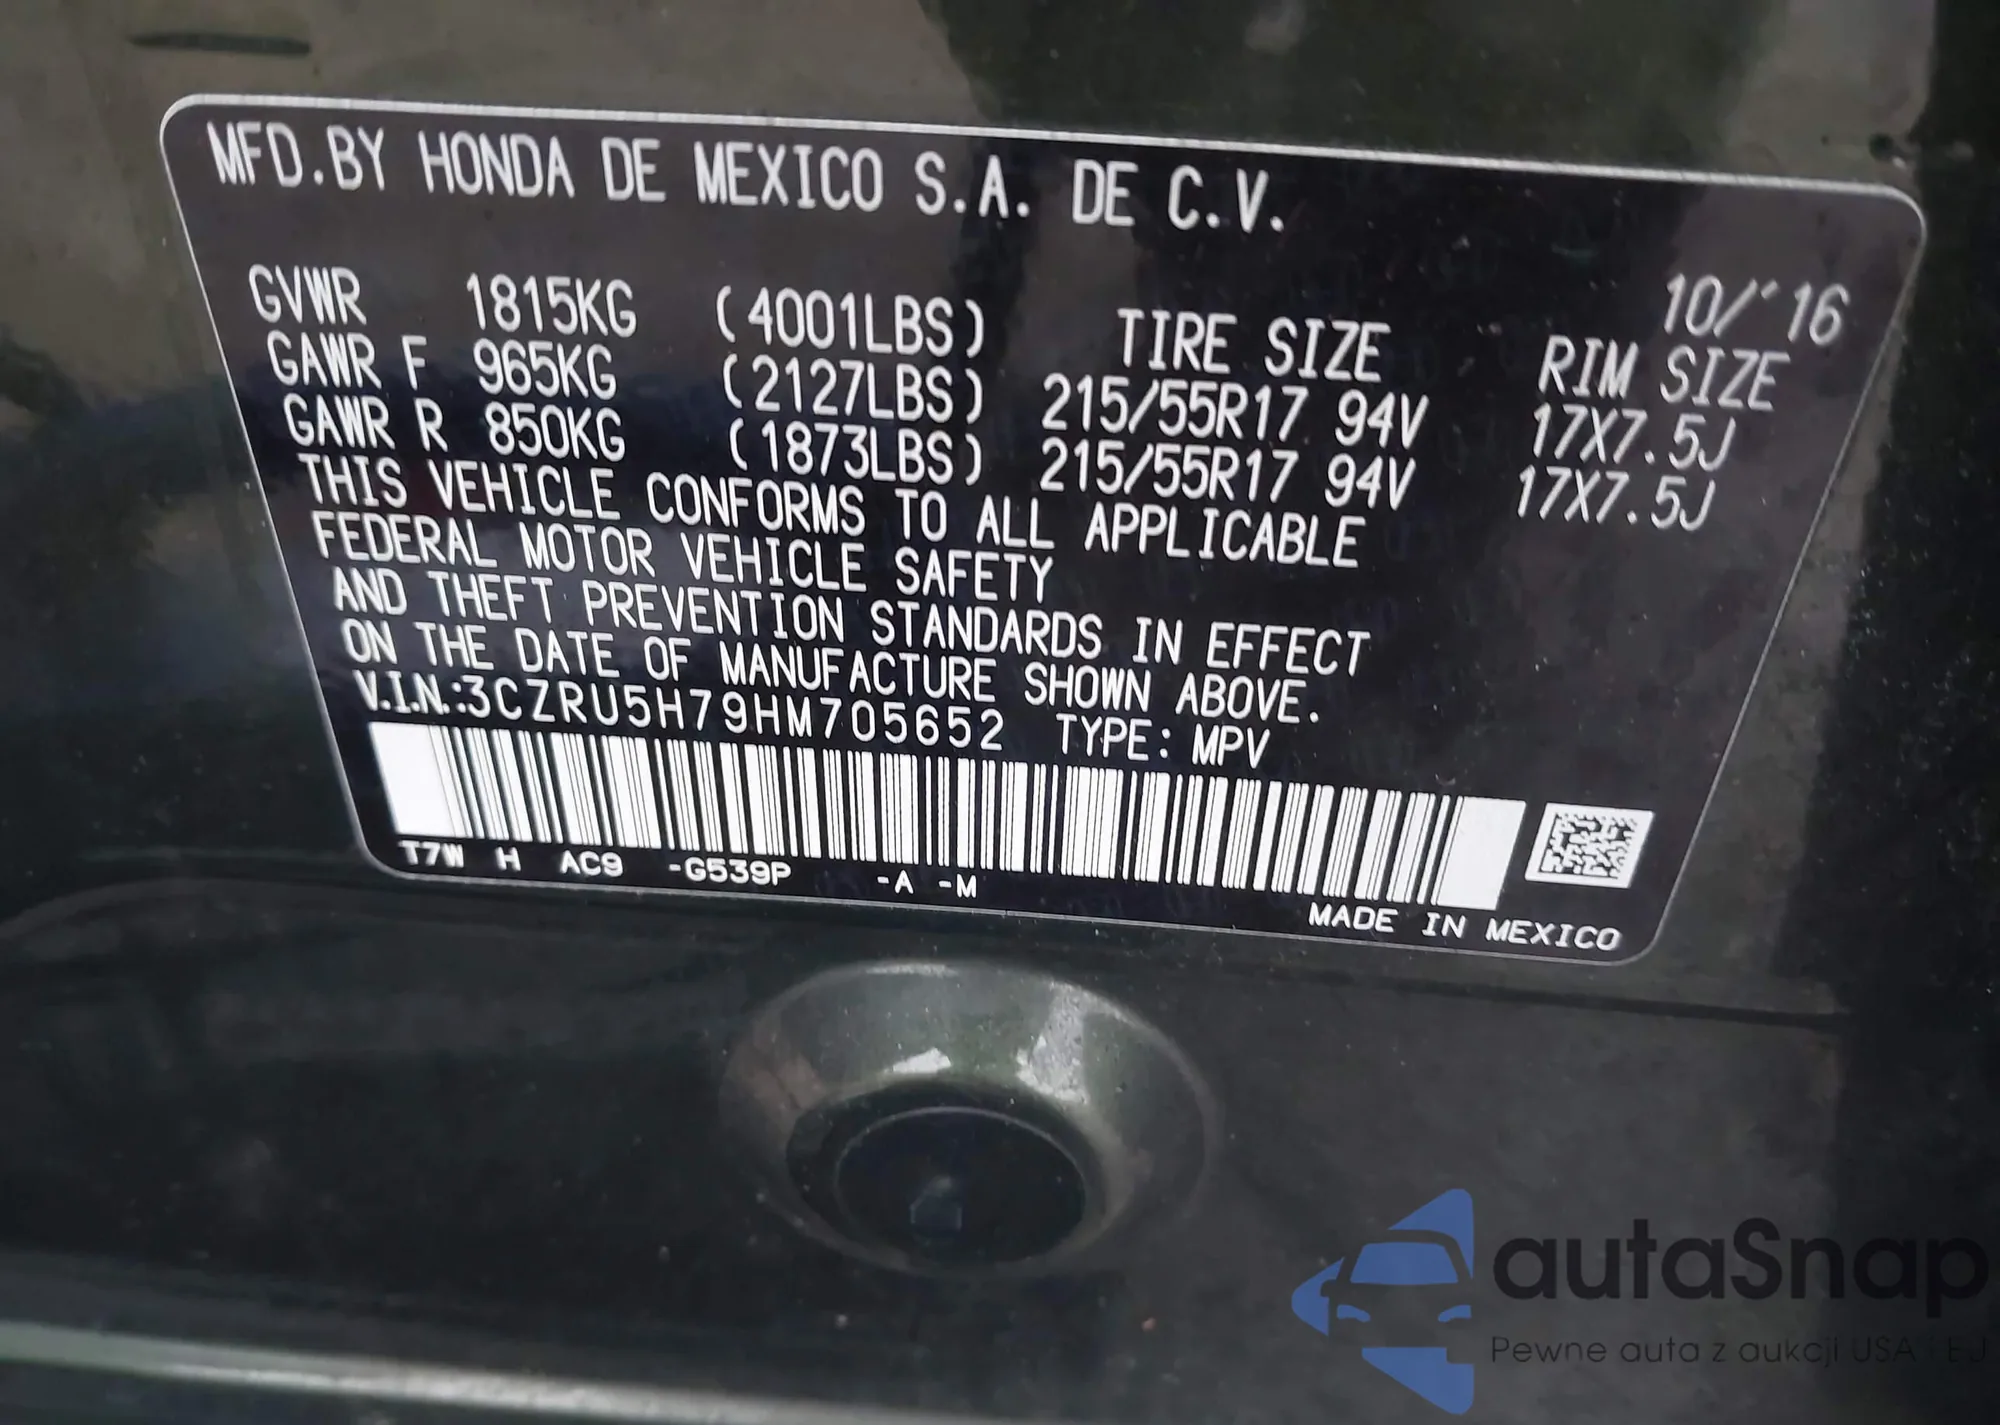 MFD.BY HONDA DE MEXICO S.A. DE C.V.
10/'16
GVWR 1815KG (4001LBS) TIRE SIZE RIM SIZE
GAWR F 965KG (2127LBS) 215/55R17 94V 17X7.5J
GAWR R 850KG (1873LBS) 215/55R17 94V 17X7.5J
THIS VEHICLE CONFORMS TO ALL APPLICABLE
FEDERAL MOTOR VEHICLE SAFETY
AND THEFT PREVENTION STANDARDS IN EFFECT
ON THE DATE OF MANUFACTURE SHOWN ABOVE.
V.I.N.:3CZRU5H79HM705652 TYPE: MPV
T7W H AC9 -G539P -A -M
MADE IN MEXICO
autaSnap
Pewne auta z aukcji USA i EJ